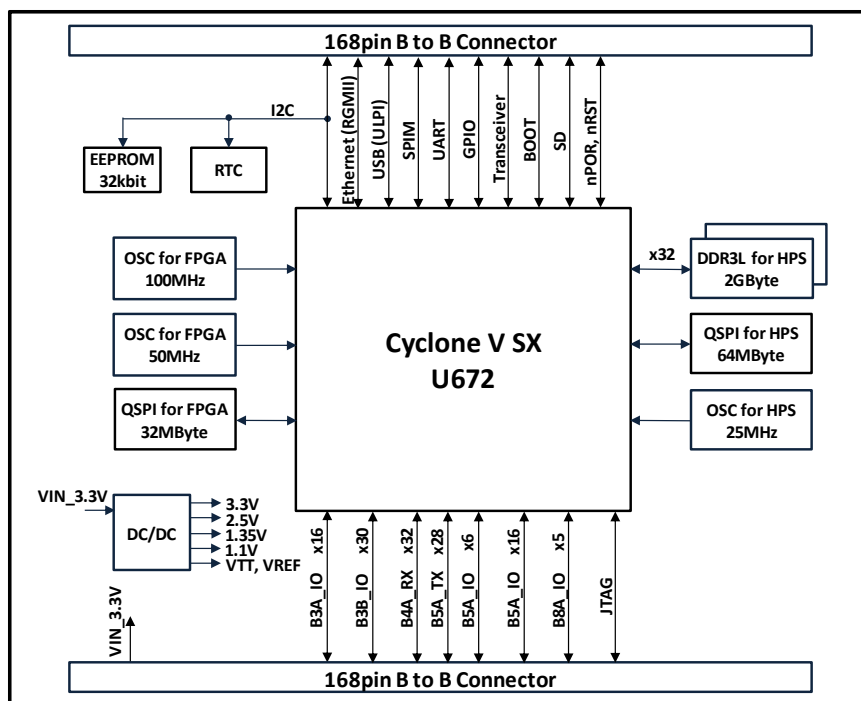 168pin B to B Connector
I2C
Ethernet (RGMII)
USB (ULPI)
SPIM
UART
GPIO
Transceiver
BOOT
SD
nPOR, nRST
EEPROM
32kbit
RTC
OSC for FPGA
100MHz
x32
DDR3L for HPS
2GByte
OSC for FPGA
50MHz
Cyclone V SX
U672
QSPI for HPS
64MByte
QSPI for FPGA
32MByte
OSC for HPS
25MHz
VIN_3.3V
DC/DC
3.3V
2.5V
1.35V
1.1V
VTT, VREF
VIN_3.3V
B3A_IO x16
B3B_IO x30
B4A_RX x32
B5A_TX x28
B5A_IO x6
B5A_IO x16
B8A_IO x5
JTAG
168pin B to B Connector